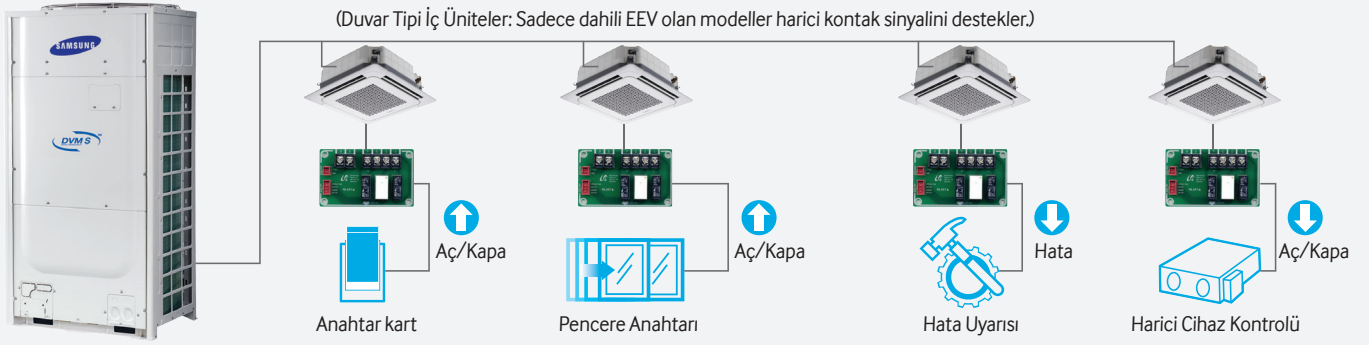 (Duvar Tipi İç Üniteler: Sadece dahili EEV olan modeller harici kontak sinyalini destekler.)
SAMSUNG
DVM S
Aç/Kapa
Aç/Kapa
Hata
Aç/Kapa
Anahtar kart
Pencere Anahtarı
Hata Uyarısı
Harici Cihaz Kontrolü